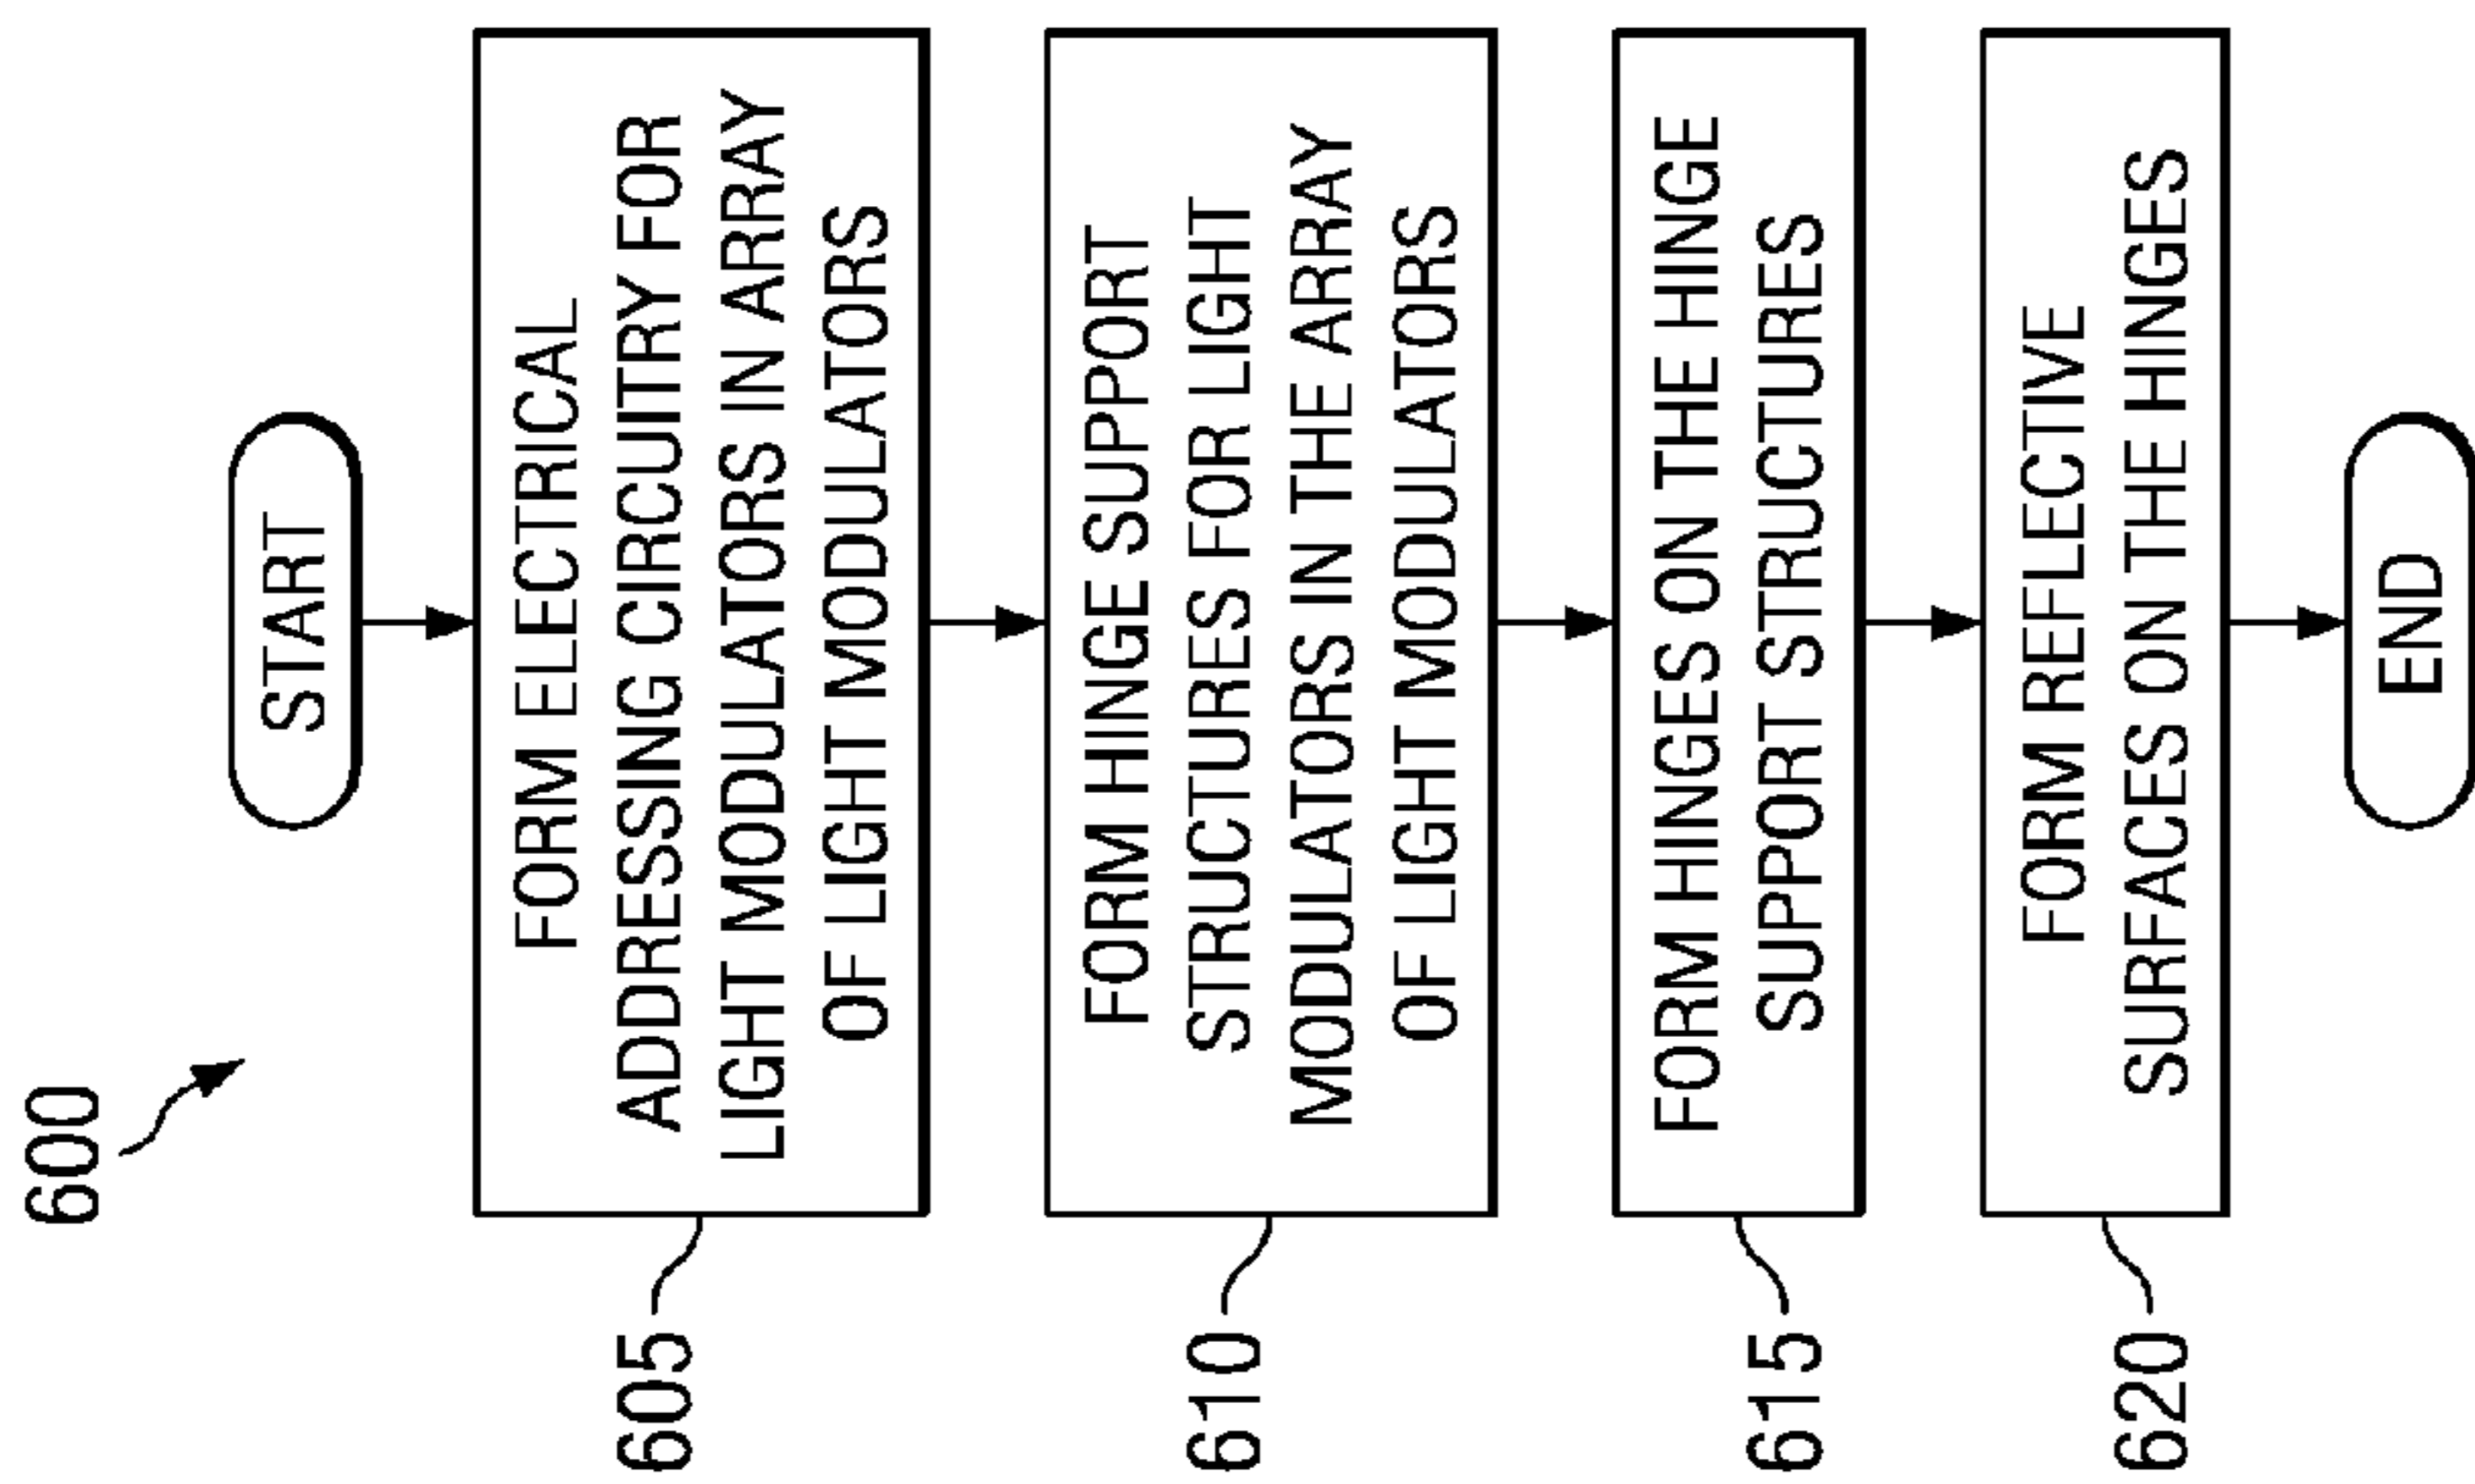 600
START
605
FORM ELECTRICAL
ADDRESSING CIRCUITRY FOR
LIGHT MODULATORS IN ARRAY
OF LIGHT MODULATORS
610
FORM HINGE SUPPORT
STRUCTURES FOR LIGHT
MODULATORS IN THE ARRAY
OF LIGHT MODULATORS
615
FORM HINGES ON THE HINGE
SUPPORT STRUCTURES
620
FORM REFLECTIVE
SURFACES ON THE HINGES
END